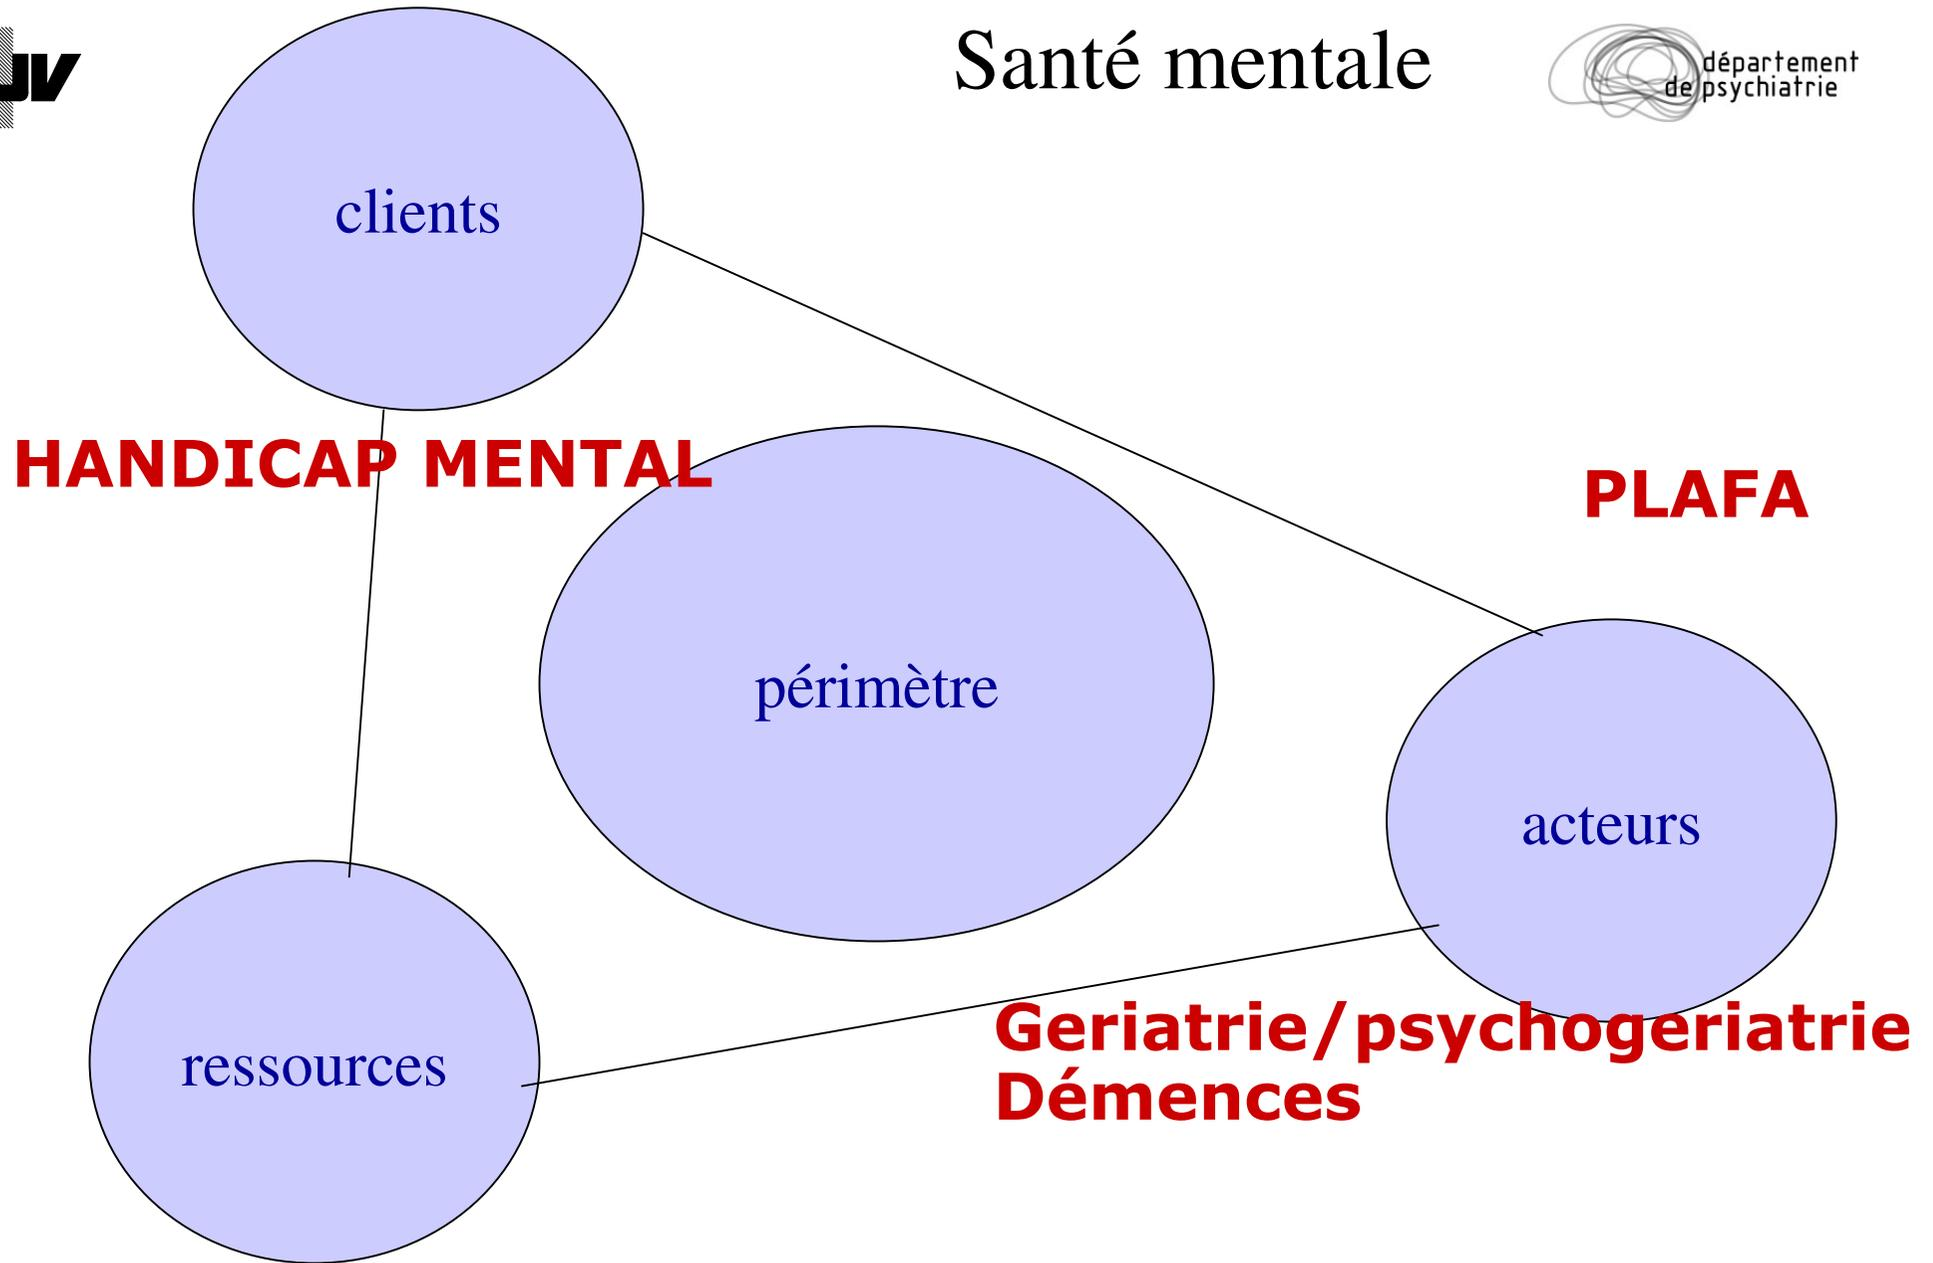 Santé mentale
département
de psychiatrie
clients
HANDICAP MENTAL
PLAFA
périmètre
acteurs
ressources
Geriatrie/psychogeriatrie
Démences